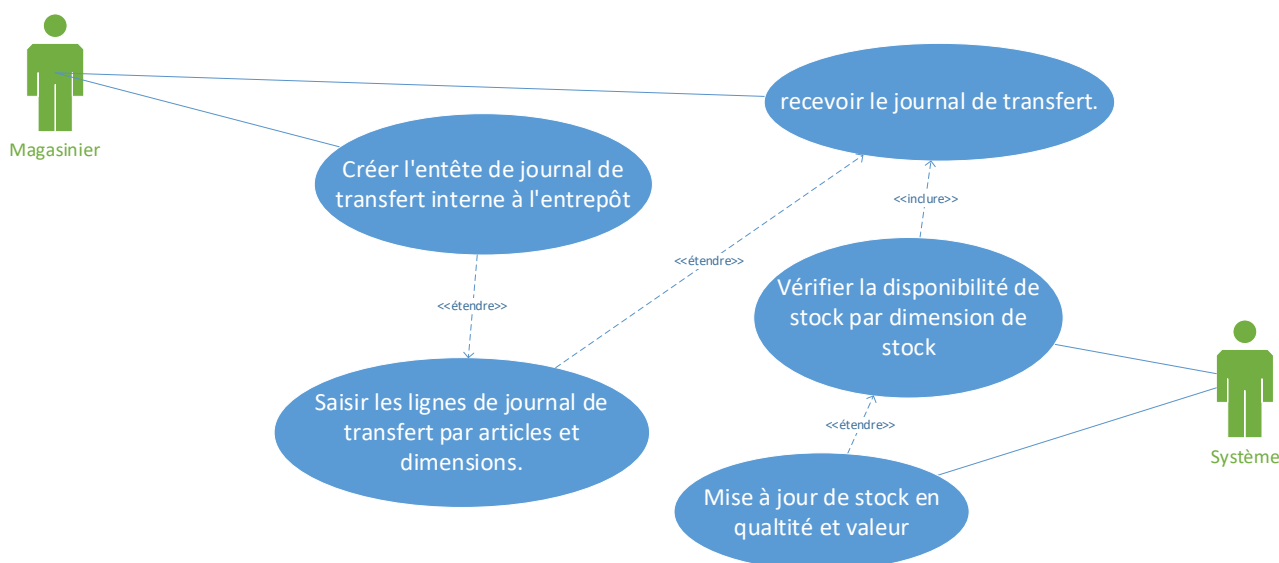 Magasinier
recevoir le journal de transfert.
Créer l'entête de journal de
transfert interne à l'entrepôt
<<inclure>>
<<étendre>>
<<étendre>>
Vérifier la disponibilité de
stock par dimension de
stock
Saisir les lignes de journal de
transfert par articles et
dimensions.
<<étendre>>
Système
Mise à jour de stock en
qualtité et valeur